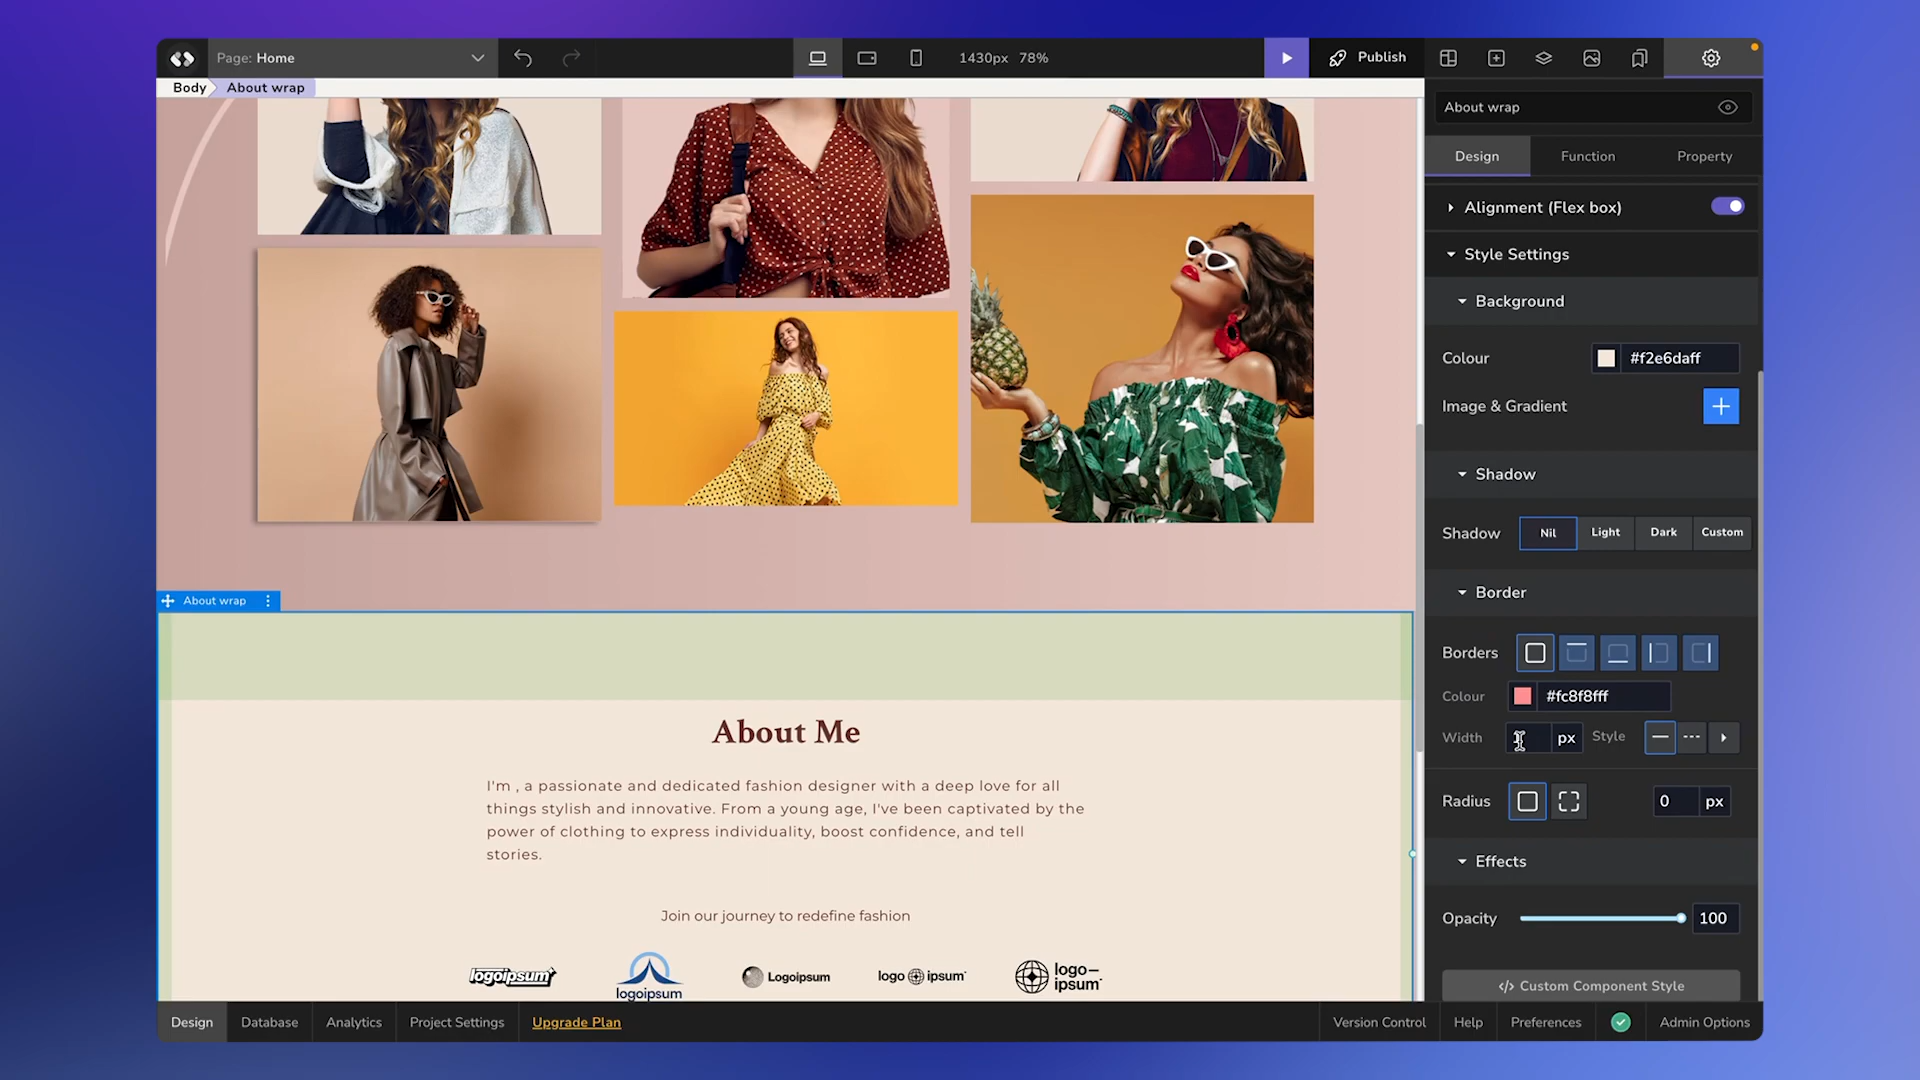 Page: Home
1430px 78%
Publish
Body
About wrap
About wrap
Design
Function
Property
Alignment (Flex box)
Style Settings
Background
Colour
#f2e6daff
Image & Gradient
Shadow
Shadow
Nil
Light
Dark
Custom
Border
Borders
Colour
#fc8f8fff
Width
px
Style
Radius
0
px
Effects
Opacity
100
</> Custom Component Style
About wrap
About Me
I'm , a passionate and dedicated fashion designer with a deep love for all
things stylish and innovative. From a young age, I've been captivated by the
power of clothing to express individuality, boost confidence, and tell
stories.
Join our journey to redefine fashion
logoipsum
logoipsum
Logoipsum
logo ipsum
logo
ipsum
Design
Database
Analytics
Project Settings
Upgrade Plan
Version Control
Help
Preferences
Admin Options